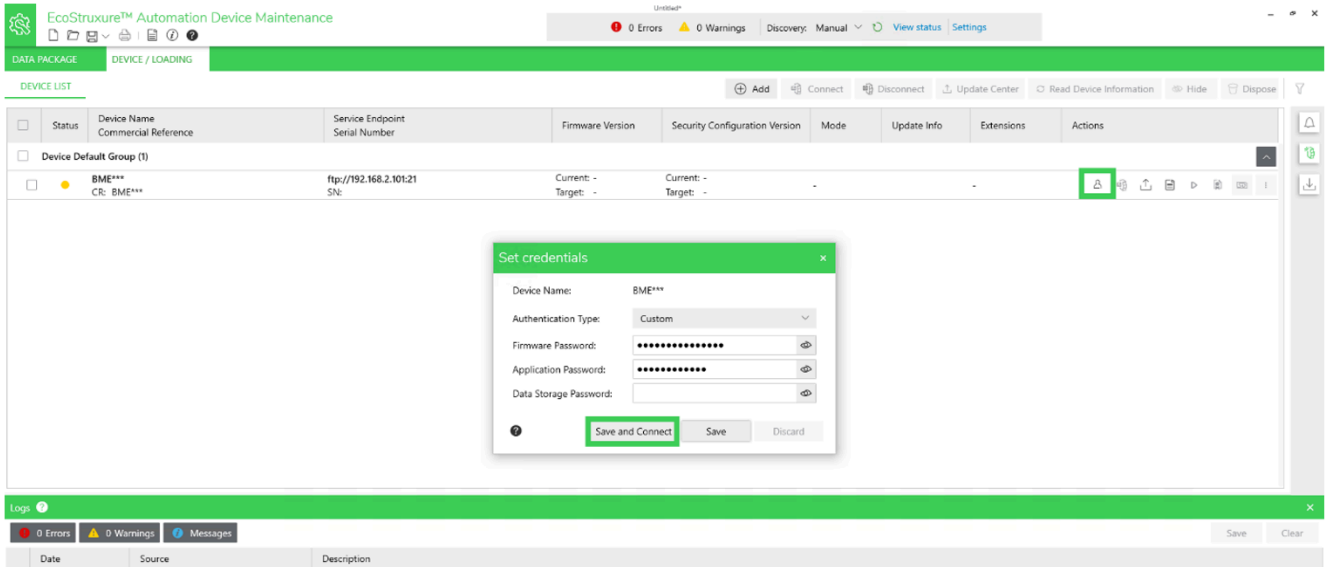 Untitled*
EcoStruxure™ Automation Device Maintenance
0 Errors 0 Warnings Discovery: Manual View status Settings
DATA PACKAGE DEVICE / LOADING
DEVICE LIST
Add Connect Disconnect Update Center Read Device Information Hide Dispose
Status Device Name Service Endpoint Firmware Version Security Configuration Version Mode Update Info Extensions Actions
Commercial Reference Serial Number
Device Default Group (1)
BME*** ftp://192.168.2.101:21 Current: - Current: - - -
CR: BME*** SN: Target: - Target: -
Set credentials
Device Name: BME***
Authentication Type: Custom
Firmware Password: •••••••••••••••
Application Password: ••••••••••••
Data Storage Password:
Save and Connect Save Discard
Logs
0 Errors 0 Warnings Messages Save Clear
Date Source Description